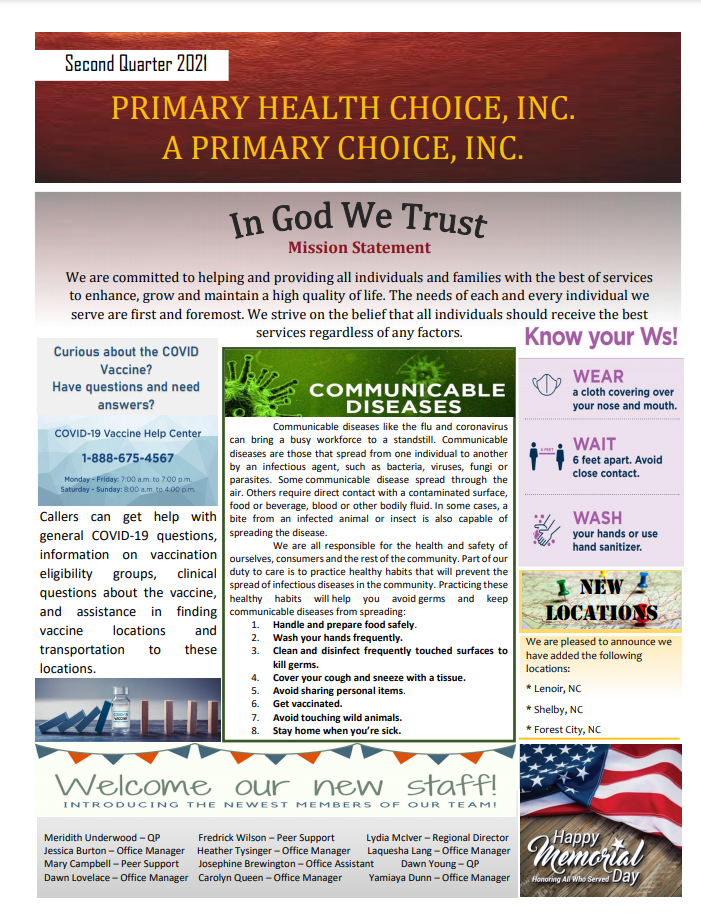 Second Quarter 2021
PRIMARY HEALTH CHOICE, INC.
A PRIMARY CHOICE, INC.
In God We Trust
Mission Statement
We are committed to helping and providing all individuals and families with the best of services
to enhance, grow and maintain a high quality of life. The needs of each and every individual we
serve are first and foremost. We strive on the belief that all individuals should receive the best
services regardless of any factors.
Curious about the COVID
Vaccine?
Have questions and need
answers?
COVID-19 Vaccine Help Center
1-888-675-4567
Monday - Friday: 7:00 a.m. to 7:00 p.m.
Saturday - Sunday: 8:00 a.m. to 4:00 p.m.
Callers can get help with
general COVID-19 questions,
information on vaccination
eligibility groups, clinical
questions about the vaccine,
and assistance in finding
vaccine locations and
transportation to these
locations.
COMMUNICABLE
DISEASES
Communicable diseases like the flu and coronavirus
can bring a busy workforce to a standstill. Communicable
diseases are those that spread from one individual to another
by an infectious agent, such as bacteria, viruses, fungi or
parasites. Some communicable disease spread through the
air. Others require direct contact with a contaminated surface,
food or beverage, blood or other bodily fluid. In some cases, a
bite from an infected animal or insect is also capable of
spreading the disease.
We are all responsible for the health and safety of
ourselves, consumers and the rest of the community. Part of our
duty to care is to practice healthy habits that will prevent the
spread of infectious diseases in the community. Practicing these
healthy habits will help you avoid germs and keep
communicable diseases from spreading:
1. Handle and prepare food safely.
2. Wash your hands frequently.
3. Clean and disinfect frequently touched surfaces to
kill germs.
4. Cover your cough and sneeze with a tissue.
5. Avoid sharing personal items.
6. Get vaccinated.
7. Avoid touching wild animals.
8. Stay home when you're sick.
Know your Ws!
WEAR
a cloth covering over
your nose and mouth.
6 FEET
WAIT
6 feet apart. Avoid
close contact.
WASH
your hands or use
hand sanitizer.
NEW
LOCATIONS
We are pleased to announce we
have added the following
locations:
* Lenoir, NC
* Shelby, NC
* Forest City, NC
Welcome our new staff!
INTRODUCING THE NEWEST MEMBERS OF OUR TEAM!
Meridith Underwood – QP Fredrick Wilson – Peer Support Lydia McIver – Regional Director
Jessica Burton – Office Manager Heather Tysinger – Office Manager Laquesha Lang – Office Manager
Mary Campbell – Peer Support Josephine Brewington – Office Assistant Dawn Young – QP
Dawn Lovelace – Office Manager Carolyn Queen – Office Manager Yamiaya Dunn – Office Manager
Happy
Memorial
Honoring All Who Served Day